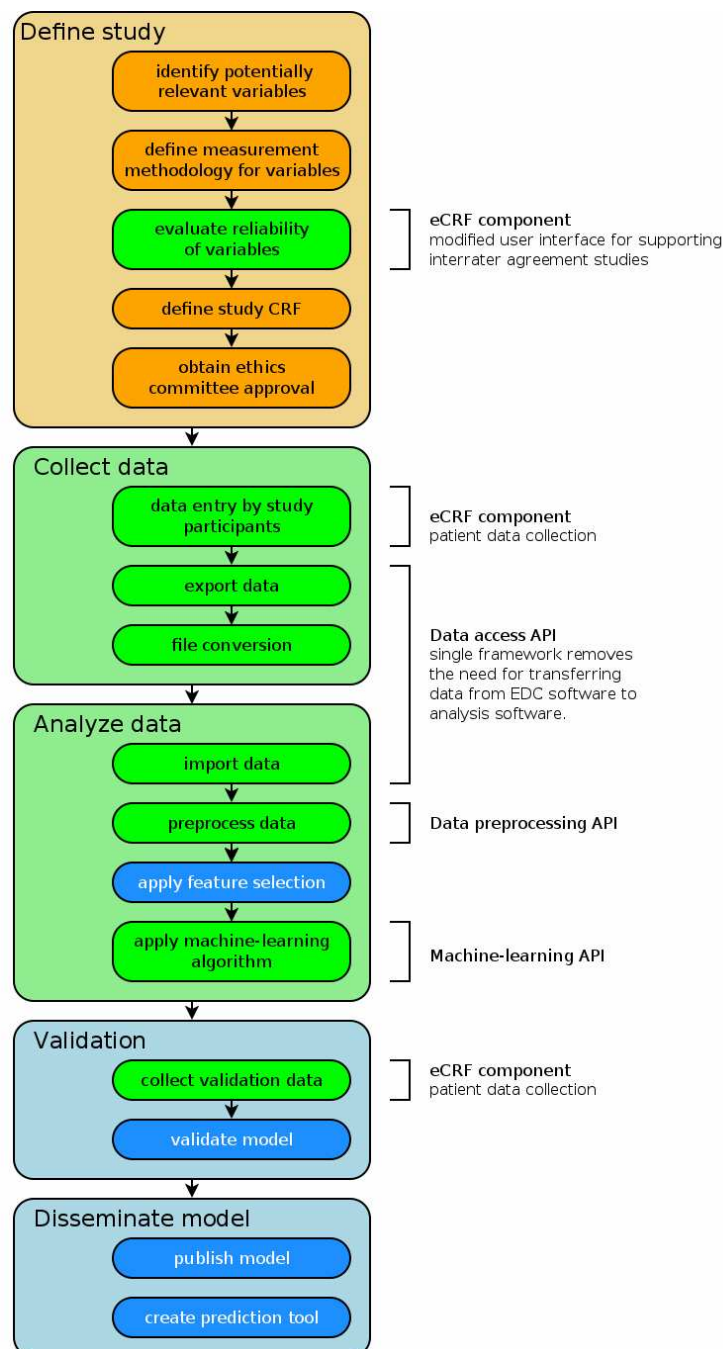 Define study
identify potentially
relevant variables
define measurement
methodology for variables
evaluate reliability
of variables
eCRF component
modified user interface for supporting
interrater agreement studies
define study CRF
obtain ethics
committee approval
Collect data
data entry by study
participants
eCRF component
patient data collection
export data
file conversion
Data access API
single framework removes
the need for transferring
data from EDC software to
analysis software.
Analyze data
import data
preprocess data
Data preprocessing API
apply feature selection
apply machine-learning
algorithm
Machine-learning API
Validation
collect validation data
eCRF component
patient data collection
validate model
Disseminate model
publish model
create prediction tool